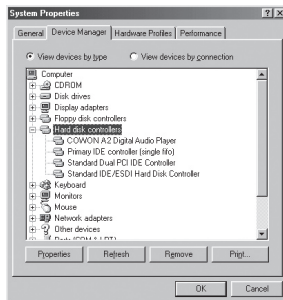 System Properties
General
Device Manager
Hardware Profiles
Performance
View devices by type
View devices by connection
Computer
CDROM
Disk drives
Display adapters
Floppy disk controllers
Hard disk controllers
COWON A2 Digital Audio Player
Primary IDE controller (single fifo)
Standard Dual PCI IDE Controller
Standard IDE/ESDI Hard Disk Controller
Keyboard
Monitors
Mouse
Network adapters
Other devices
Ports (COM & LPT)
Properties
Refresh
Remove
Print...
OK
Cancel